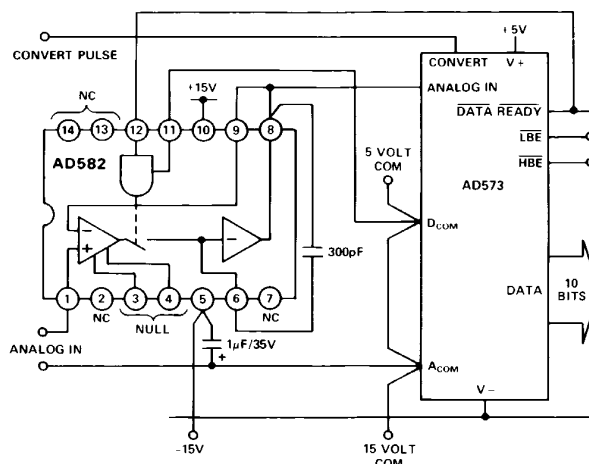 CONVERT PULSE
+5V
CONVERT
V+
+15V
ANALOG IN
NC
DATA READY
14
13
12
11
10
9
8
LBE
5 VOLT
COM
HBE
AD582
AD573
DCOM
300pF
10
BITS
DATA
1
2
3
4
5
6
7
NC
NULL
NC
1µF/35V
+
ANALOG IN
ACOM
V−
-15V
15 VOLT
COM